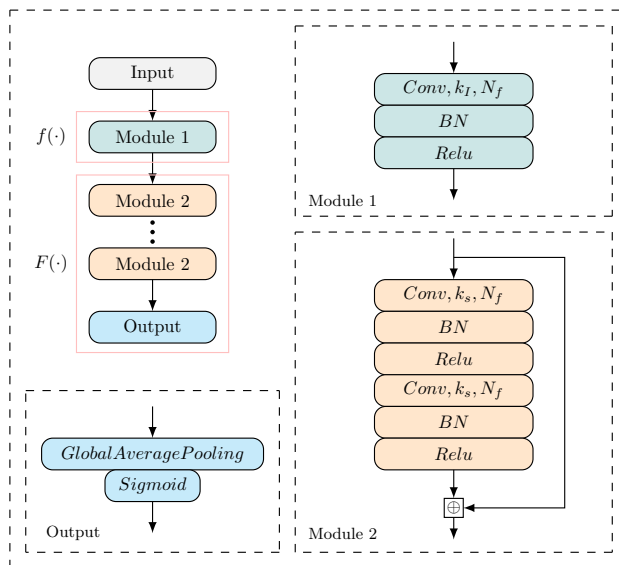 Input
f(·)
Module 1
Module 2
F(·)
Module 2
Output
GlobalAveragePooling
Sigmoid
Output
Conv, k_I, N_f
BN
Relu
Module 1
Conv, k_s, N_f
BN
Relu
Conv, k_s, N_f
BN
Relu
⊕
Module 2